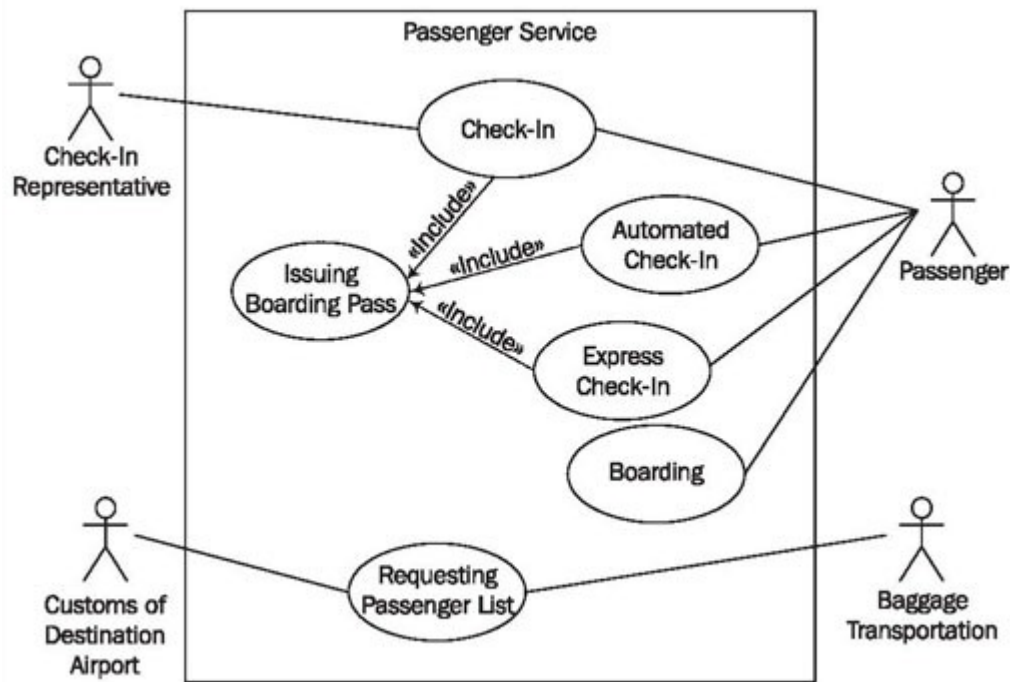 Passenger Service
Check-In
Representative
Check-In
«Include»
Automated
Check-In
«Include»
Passenger
Issuing
Boarding Pass
«Include»
Express
Check-In
Boarding
Customs of
Destination
Airport
Requesting
Passenger List
Baggage
Transportation